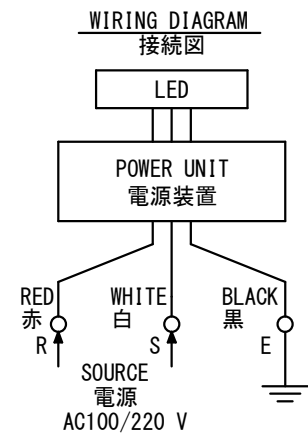 WIRING DIAGRAM
接続図
LED
POWER UNIT
電源装置
RED WHITE BLACK
赤 白 黒
R S E
SOURCE
電源
AC100/220 V